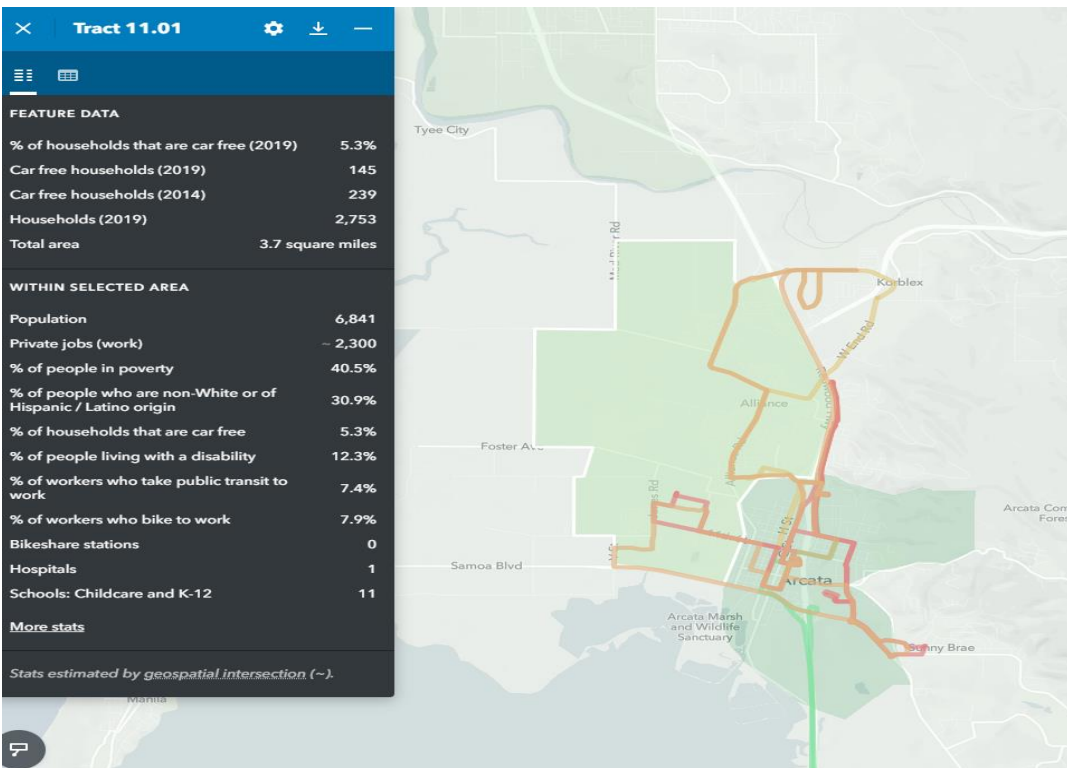 Tract 11.01
FEATURE DATA
% of households that are car free (2019) 5.3%
Car free households (2019) 145
Car free households (2014) 239
Households (2019) 2,753
Total area 3.7 square miles
WITHIN SELECTED AREA
Population 6,841
Private jobs (work) ~ 2,300
% of people in poverty 40.5%
% of people who are non-White or of
Hispanic / Latino origin 30.9%
% of households that are car free 5.3%
% of people living with a disability 12.3%
% of workers who take public transit to
work 7.4%
% of workers who bike to work 7.9%
Bikeshare stations 0
Hospitals 1
Schools: Childcare and K-12 11
More stats
Stats estimated by geospatial intersection (~).
Manila
Tyee City
Korblex
W End Rd
Alliance
Foster
Arcata Com
Fores
Samoa Blvd
H St
Arcata
Arcata Marsh
and Wildlife
Sanctuary
Sunny Brae